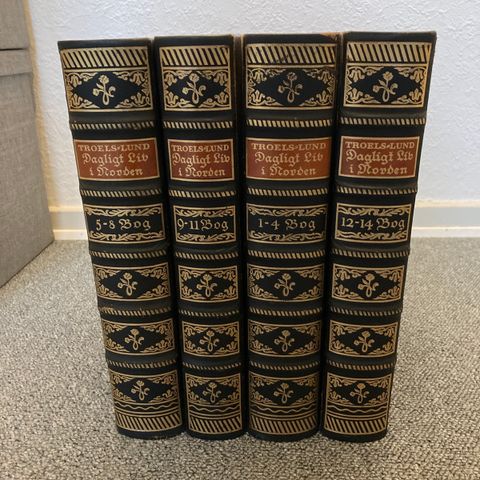 TROELS-LUND
Dagligt Liv
i Norden
5-8 Bog
TROELS-LUND
Dagligt Liv
i Norden
9-11 Bog
TROELS-LUND
Dagligt Liv
i Norden
1-4 Bog
TROELS-LUND
Dagligt Liv
i Norden
12-14 Bog